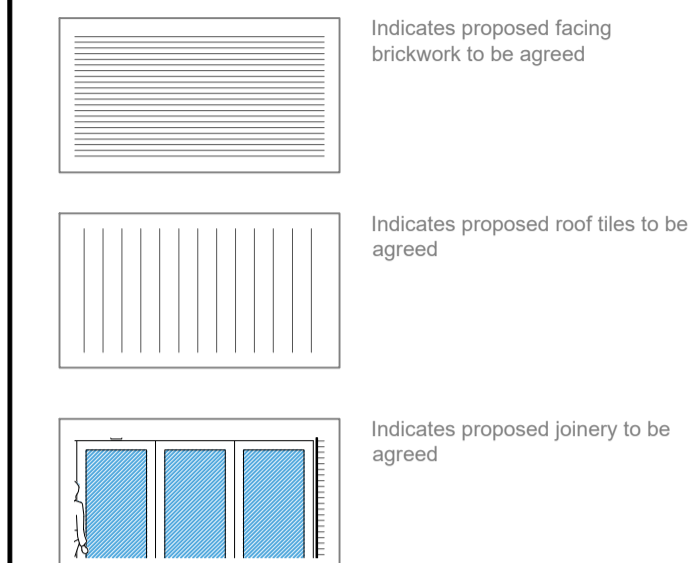 Indicates proposed facing
brickwork to be agreed
Indicates proposed roof tiles to be
agreed
Indicates proposed joinery to be
agreed